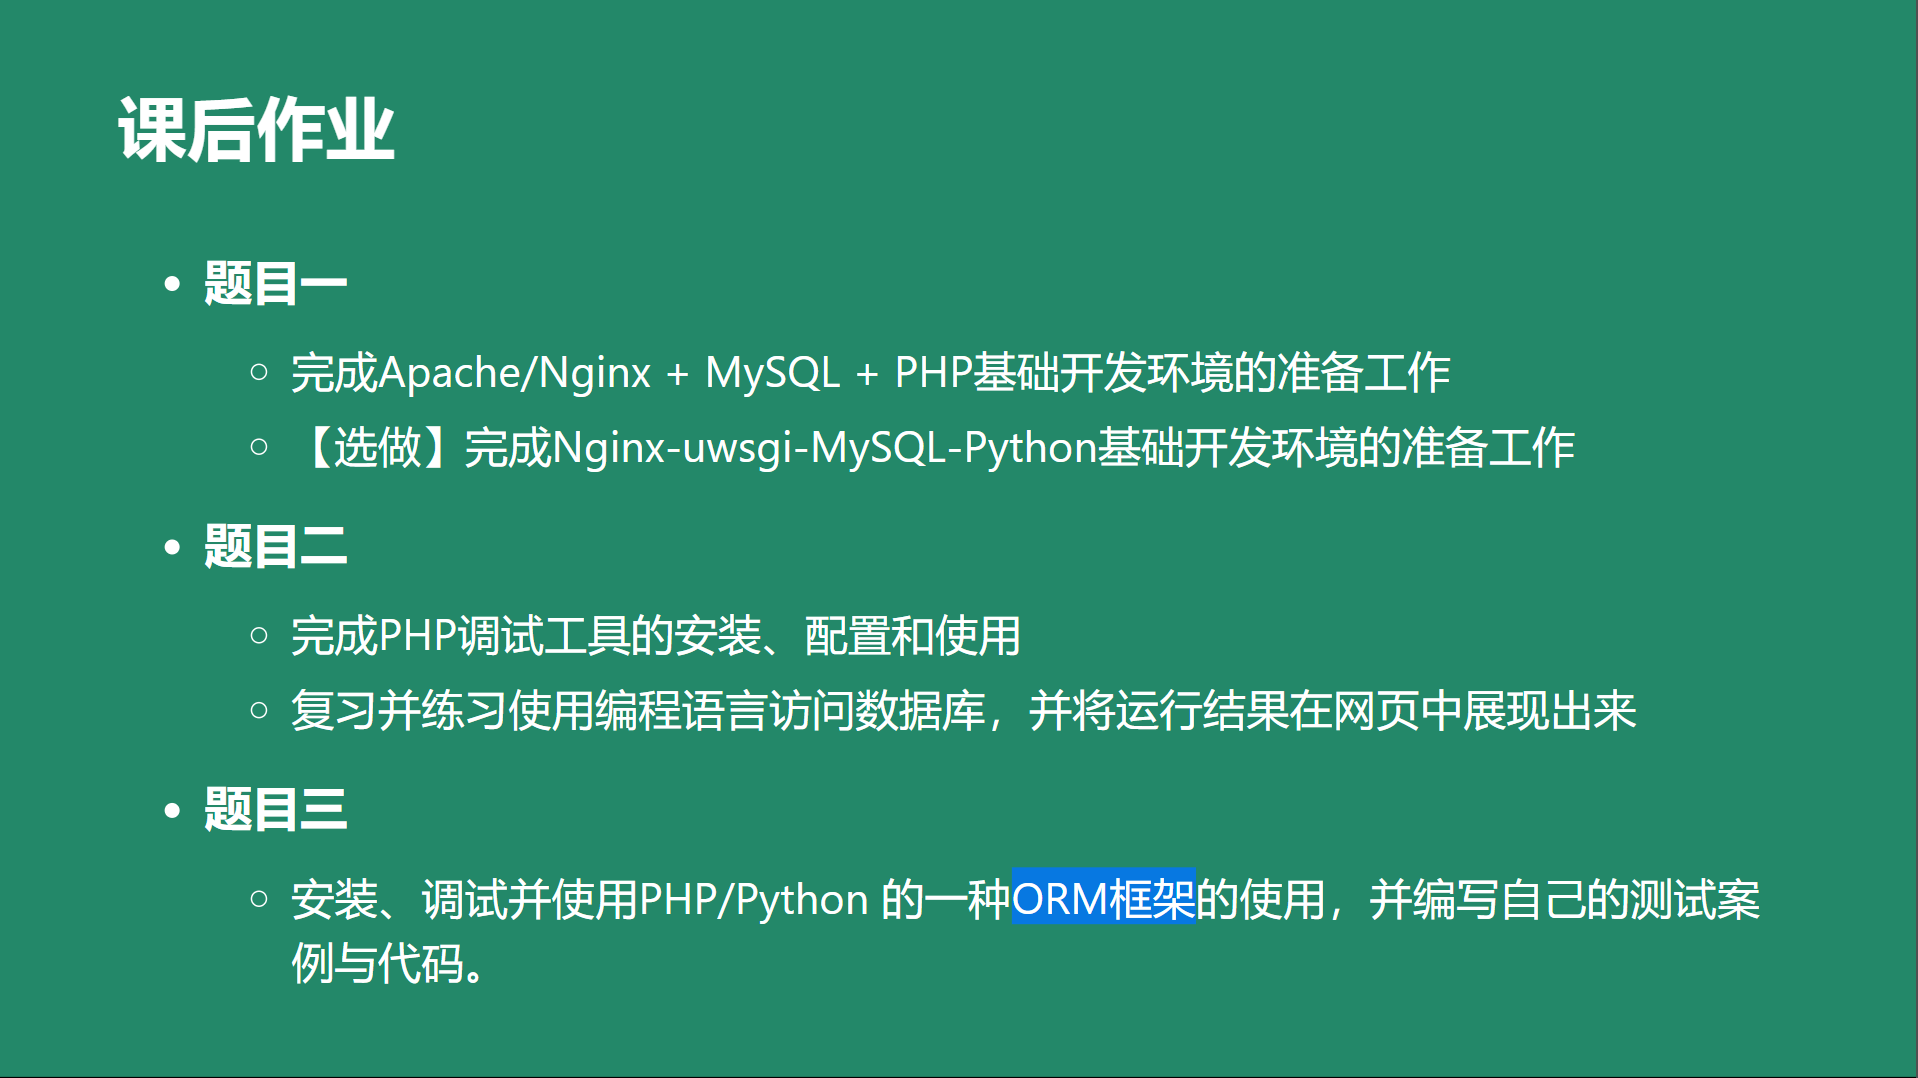 课后作业
题目一
完成Apache/Nginx + MySQL + PHP基础开发环境的准备工作
【选做】完成Nginx-uwsgi-MySQL-Python基础开发环境的准备工作
题目二
完成PHP调试工具的安装、配置和使用
复习并练习使用编程语言访问数据库，并将运行结果在网页中展现出来
题目三
安装、调试并使用PHP/Python 的一种ORM框架的使用，并编写自己的测试案
例与代码。